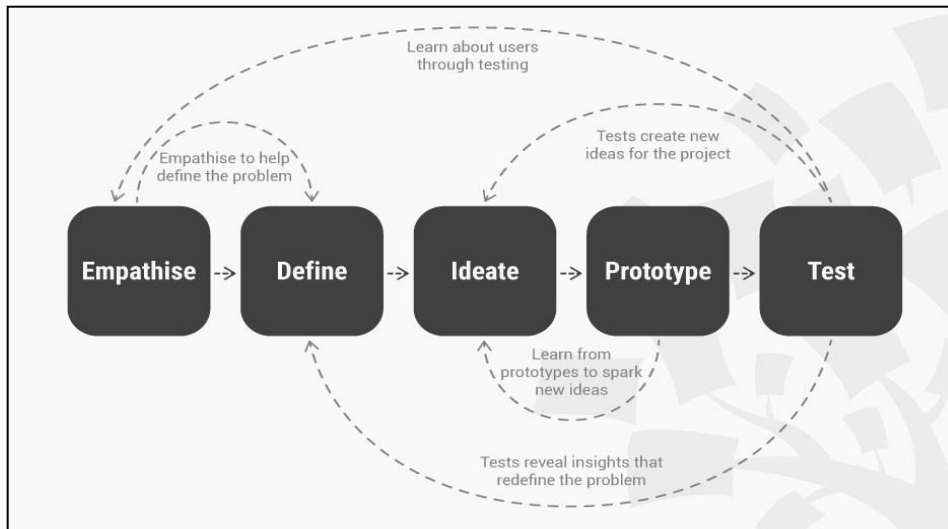 Learn about users
through testing
Empathise to help
define the problem
Tests create new
ideas for the project
Empathise
Define
Ideate
Prototype
Test
Learn from
prototypes to spark
new ideas
Tests reveal insights that
redefine the problem